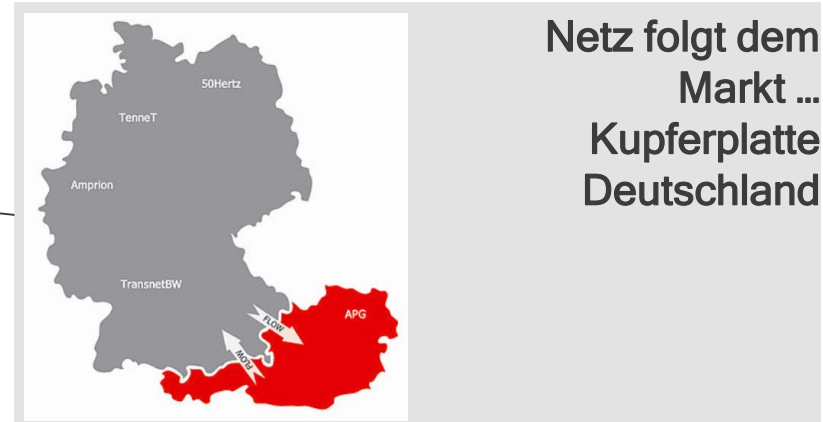 Netz folgt dem
Markt ...
Kupferplatte
Deutschland
50Hertz
TenneT
Amprion
TransnetBW
APG
FLOW
FLOW